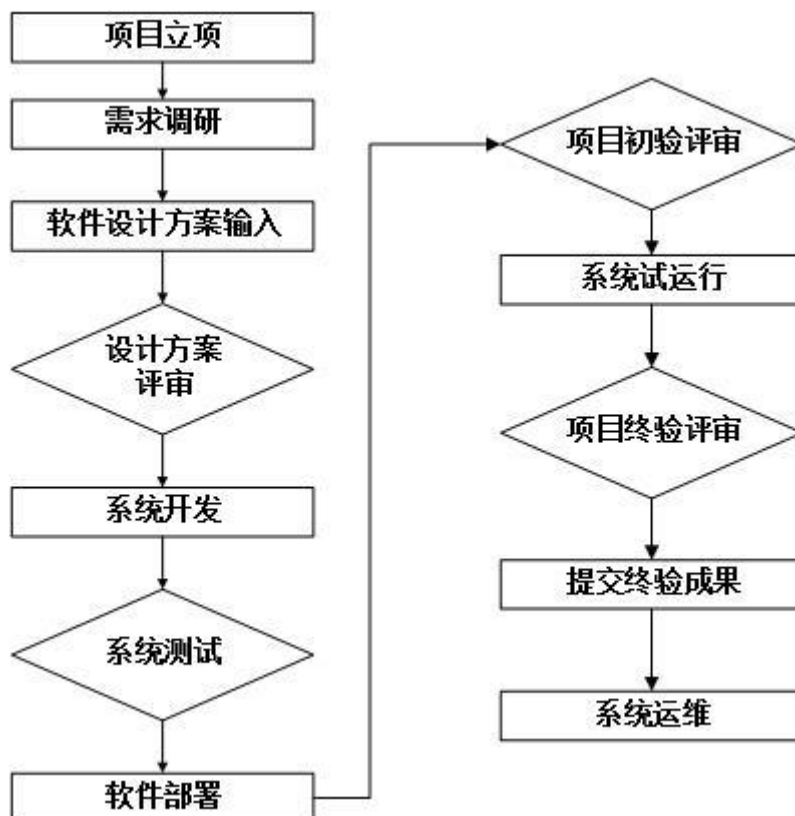 项目立项
需求调研
软件设计方案输入
设计方案
评审
系统开发
系统测试
软件部署
项目初验评审
系统试运行
项目终验评审
提交终验成果
系统运维